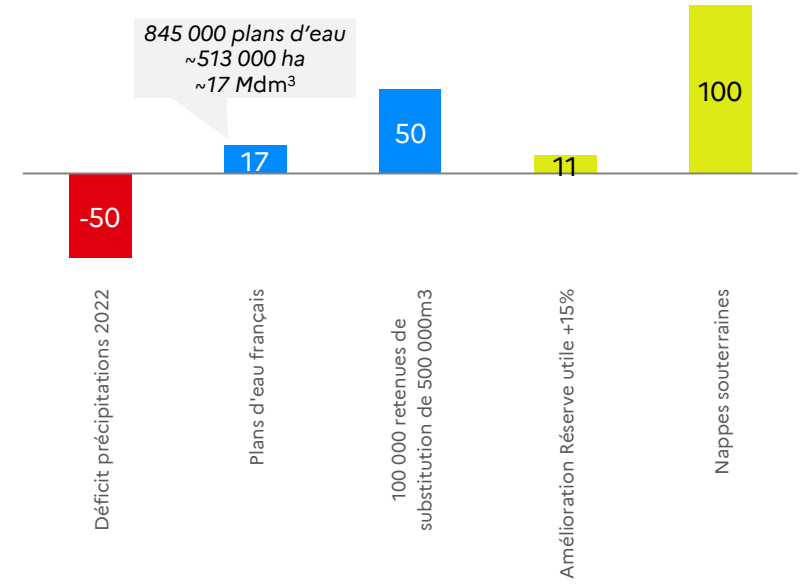 845 000 plans d'eau
~513 000 ha
~17 Mdm³
-50
17
50
11
100
Déficit précipitations 2022
Plans d'eau français
100 000 retenues de
substitution de 500 000m3
Amélioration Réserve utile +15%
Nappes souterraines